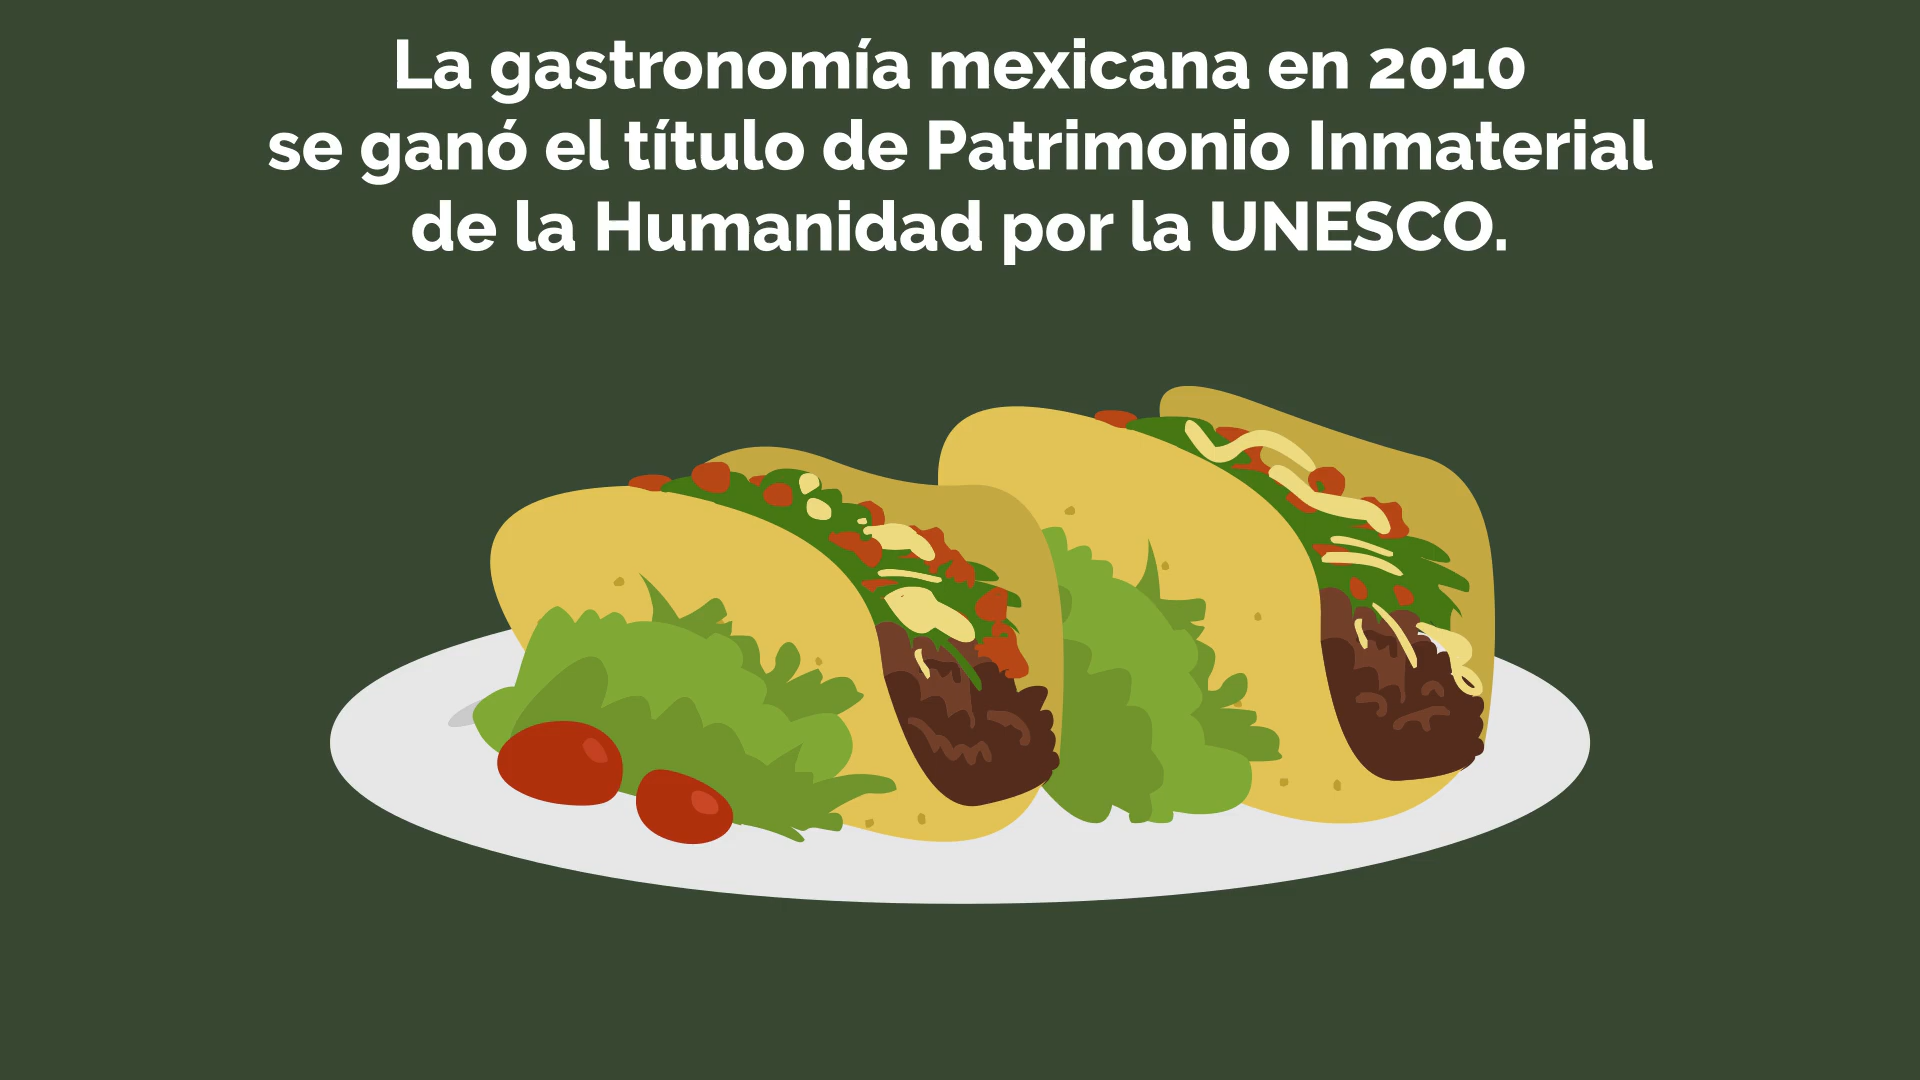 La gastronomía mexicana en 2010
se ganó el título de Patrimonio Inmaterial
de la Humanidad por la UNESCO.